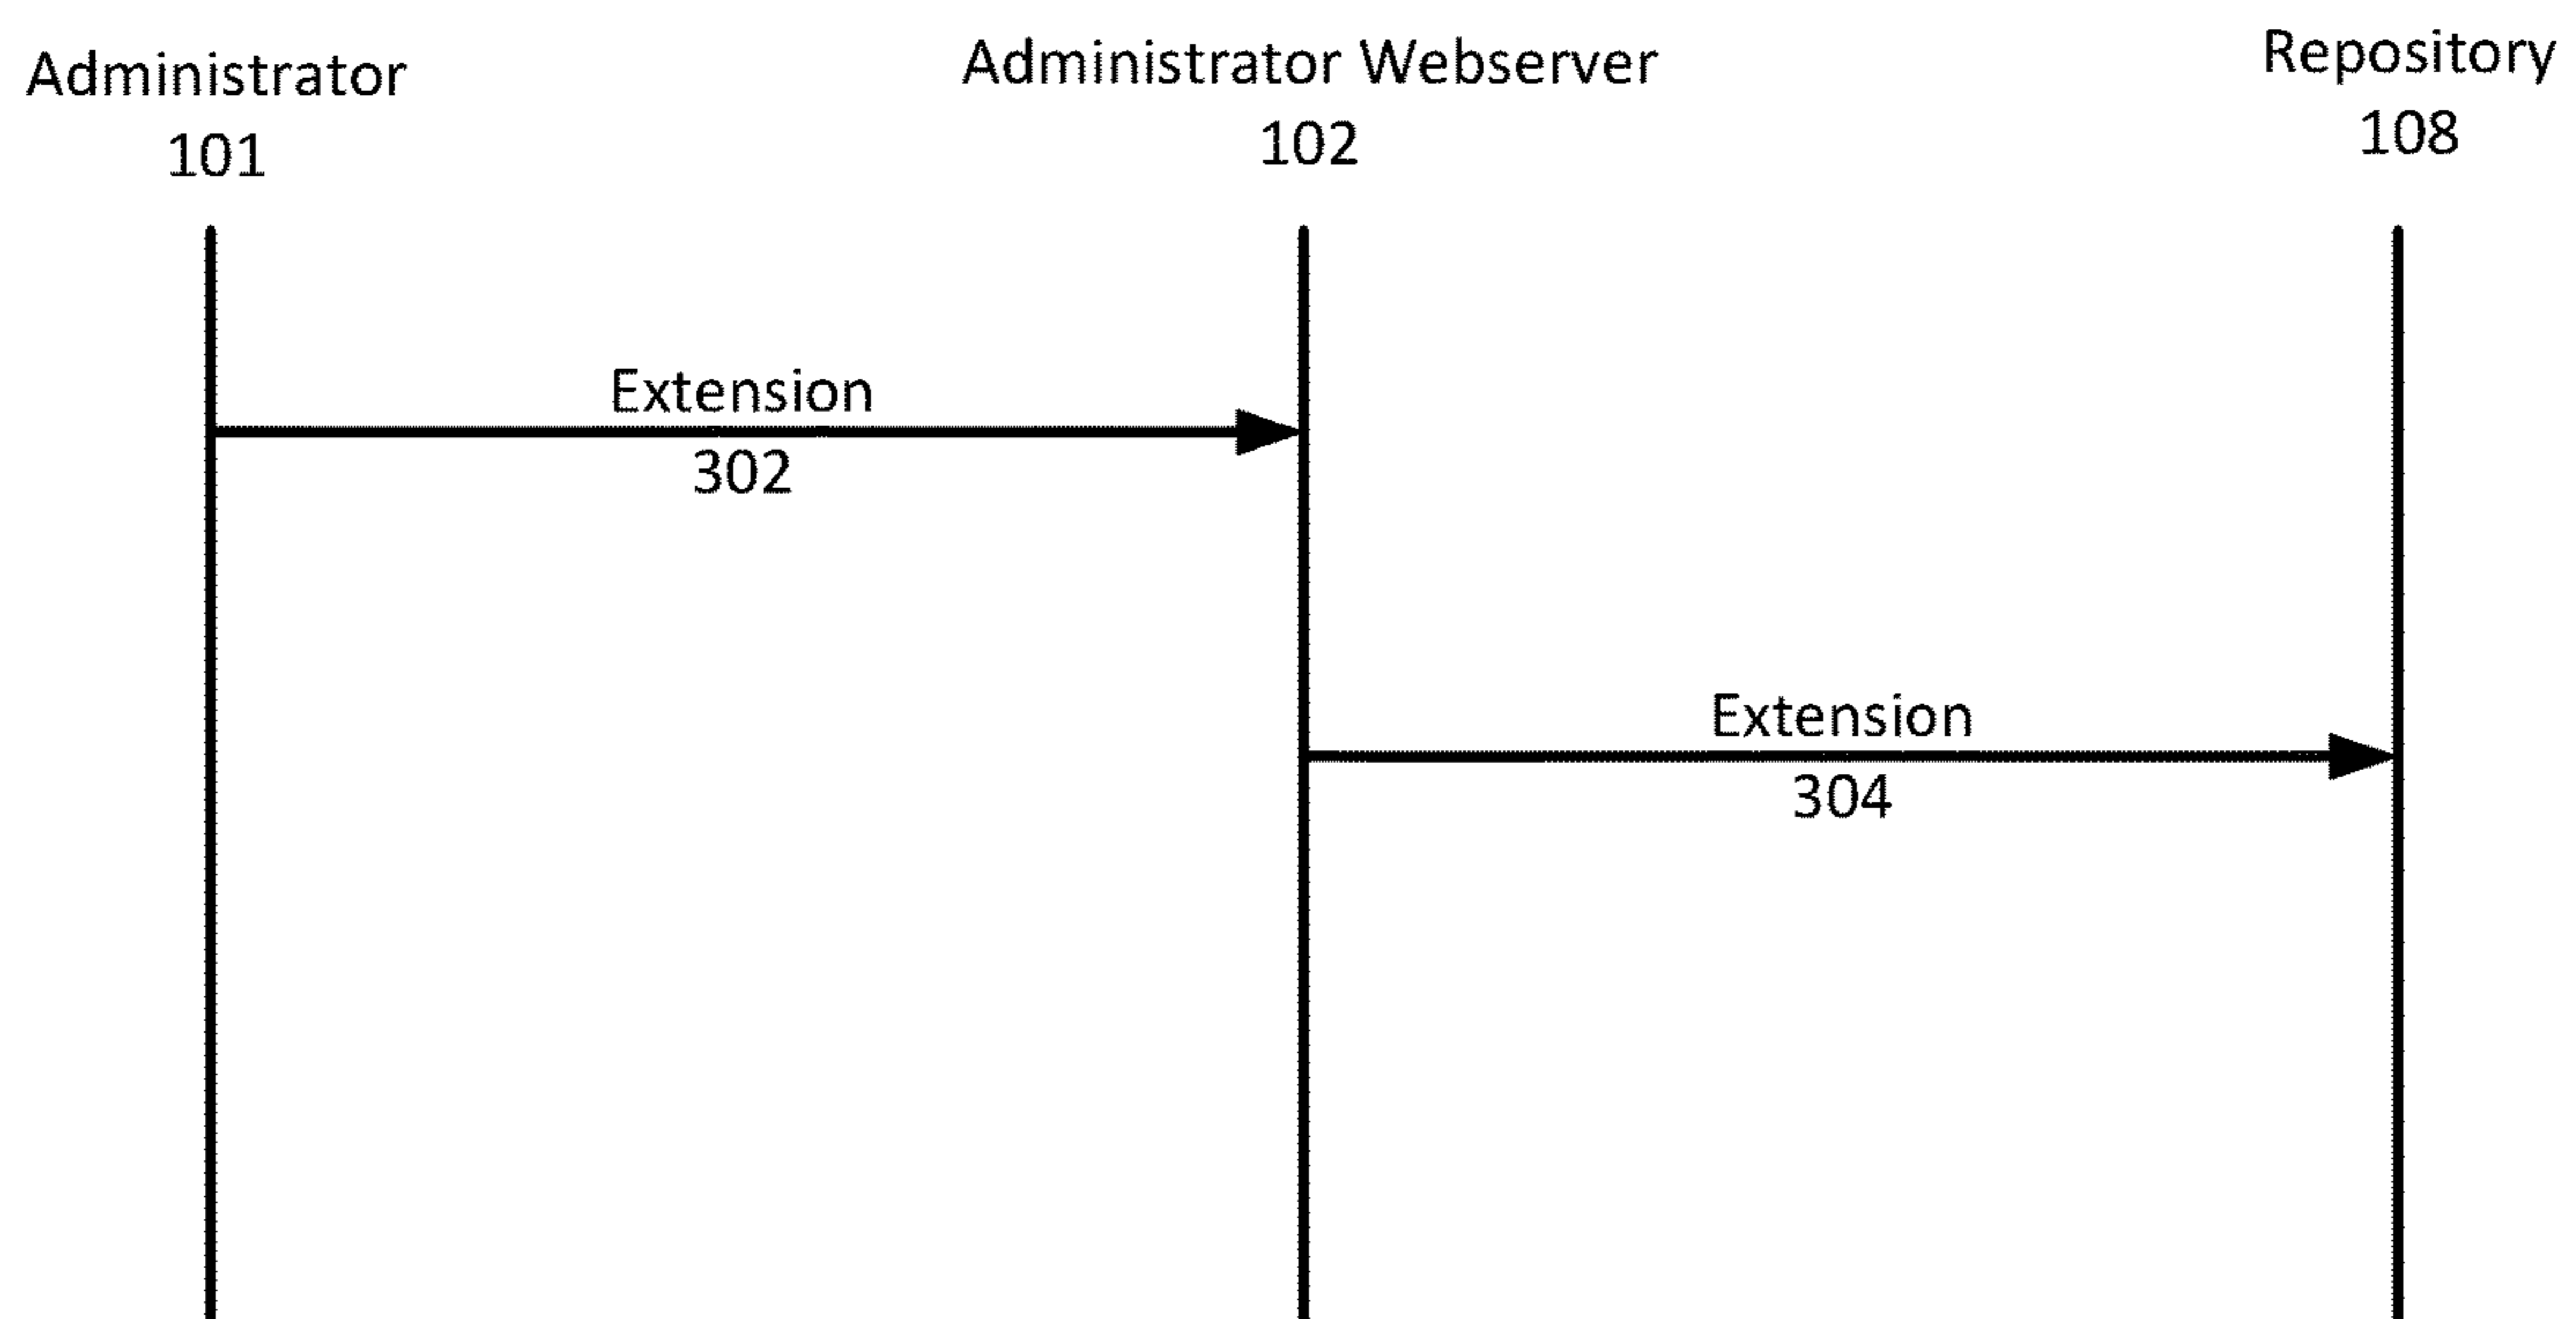 Administrator
101
Administrator Webserver
102
Repository
108
Extension
302
Extension
304